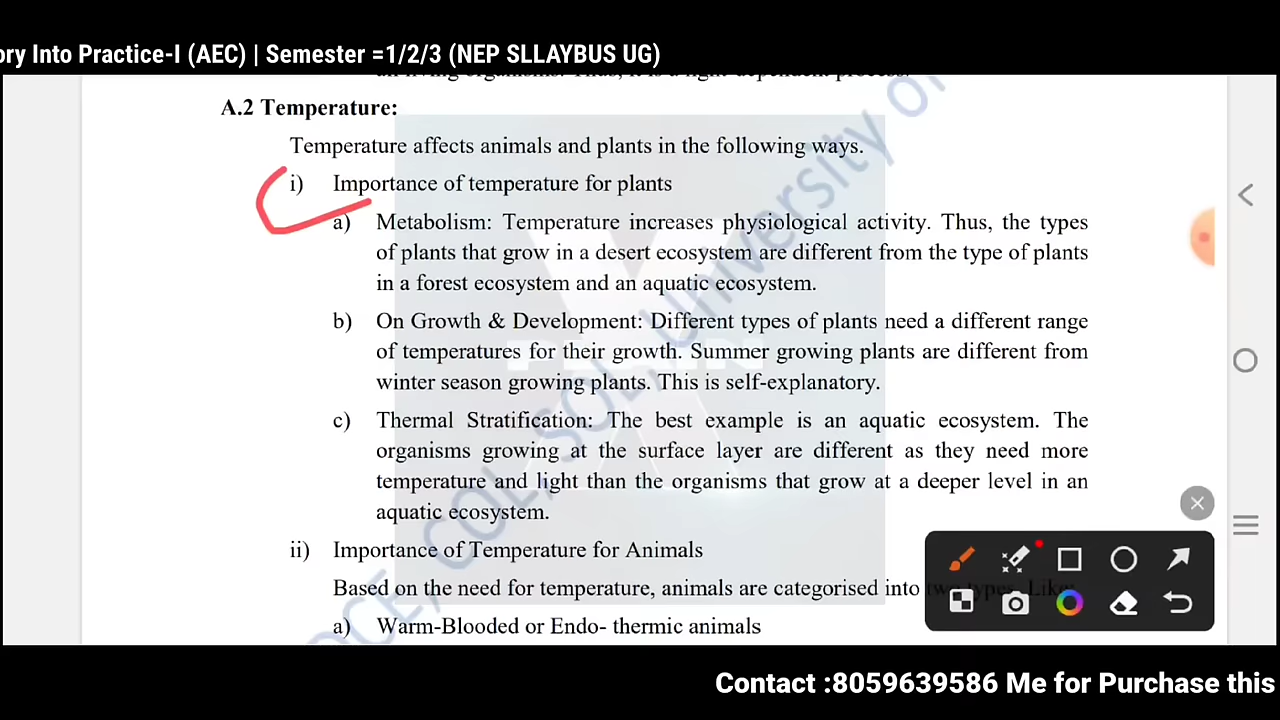 ory Into Practice-I (AEC) | Semester =1/2/3 (NEP SLLAYBUS UG)
A.2 Temperature:
Temperature affects animals and plants in the following ways.
i) Importance of temperature for plants
a) Metabolism: Temperature increases physiological activity. Thus, the types
of plants that grow in a desert ecosystem are different from the type of plants
in a forest ecosystem and an aquatic ecosystem.
b) On Growth & Development: Different types of plants need a different range
of temperatures for their growth. Summer growing plants are different from
winter season growing plants. This is self-explanatory.
c) Thermal Stratification: The best example is an aquatic ecosystem. The
organisms growing at the surface layer are different as they need more
temperature and light than the organisms that grow at a deeper level in an
aquatic ecosystem.
ii) Importance of Temperature for Animals
Based on the need for temperature, animals are categorised into two types. Like:
a) Warm-Blooded or Endo- thermic animals
COL, SOL, University of
Contact :8059639586 Me for Purchase this